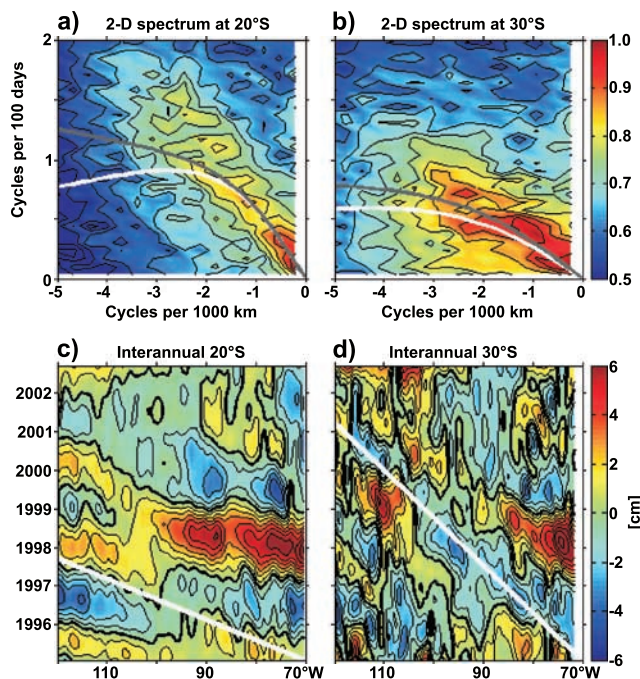 a) 2-D spectrum at 20°S
b) 2-D spectrum at 30°S
Cycles per 100 days
2
1
0
-5 -4 -3 -2 -1 0
Cycles per 1000 km
-5 -4 -3 -2 -1 0
Cycles per 1000 km
1.0
0.9
0.8
0.7
0.6
0.5
c) Interannual 20°S
d) Interannual 30°S
2002
2001
2000
1999
1998
1997
1996
110 90 70°W
110 90 70°W
6
4
2
0
-2
-4
-6
[cm]